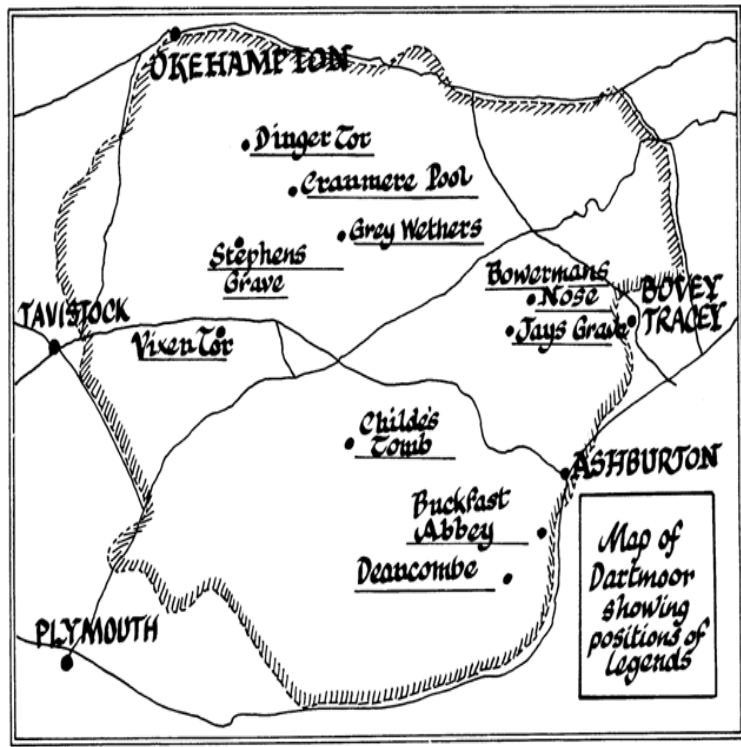 OKEHAMPTON
Dinger Tor
Cranmere Pool
Grey Wethers
Stephens
Grave
Bowermans
Nose
BOVEY
TRACEY
TAVISTOCK
Vixen Tor
Jays Grave
Childe's
Tomb
ASHBURTON
Buckfast
Abbey
Deancombe
PLYMOUTH
Map of
Dartmoor
showing
positions of
legends